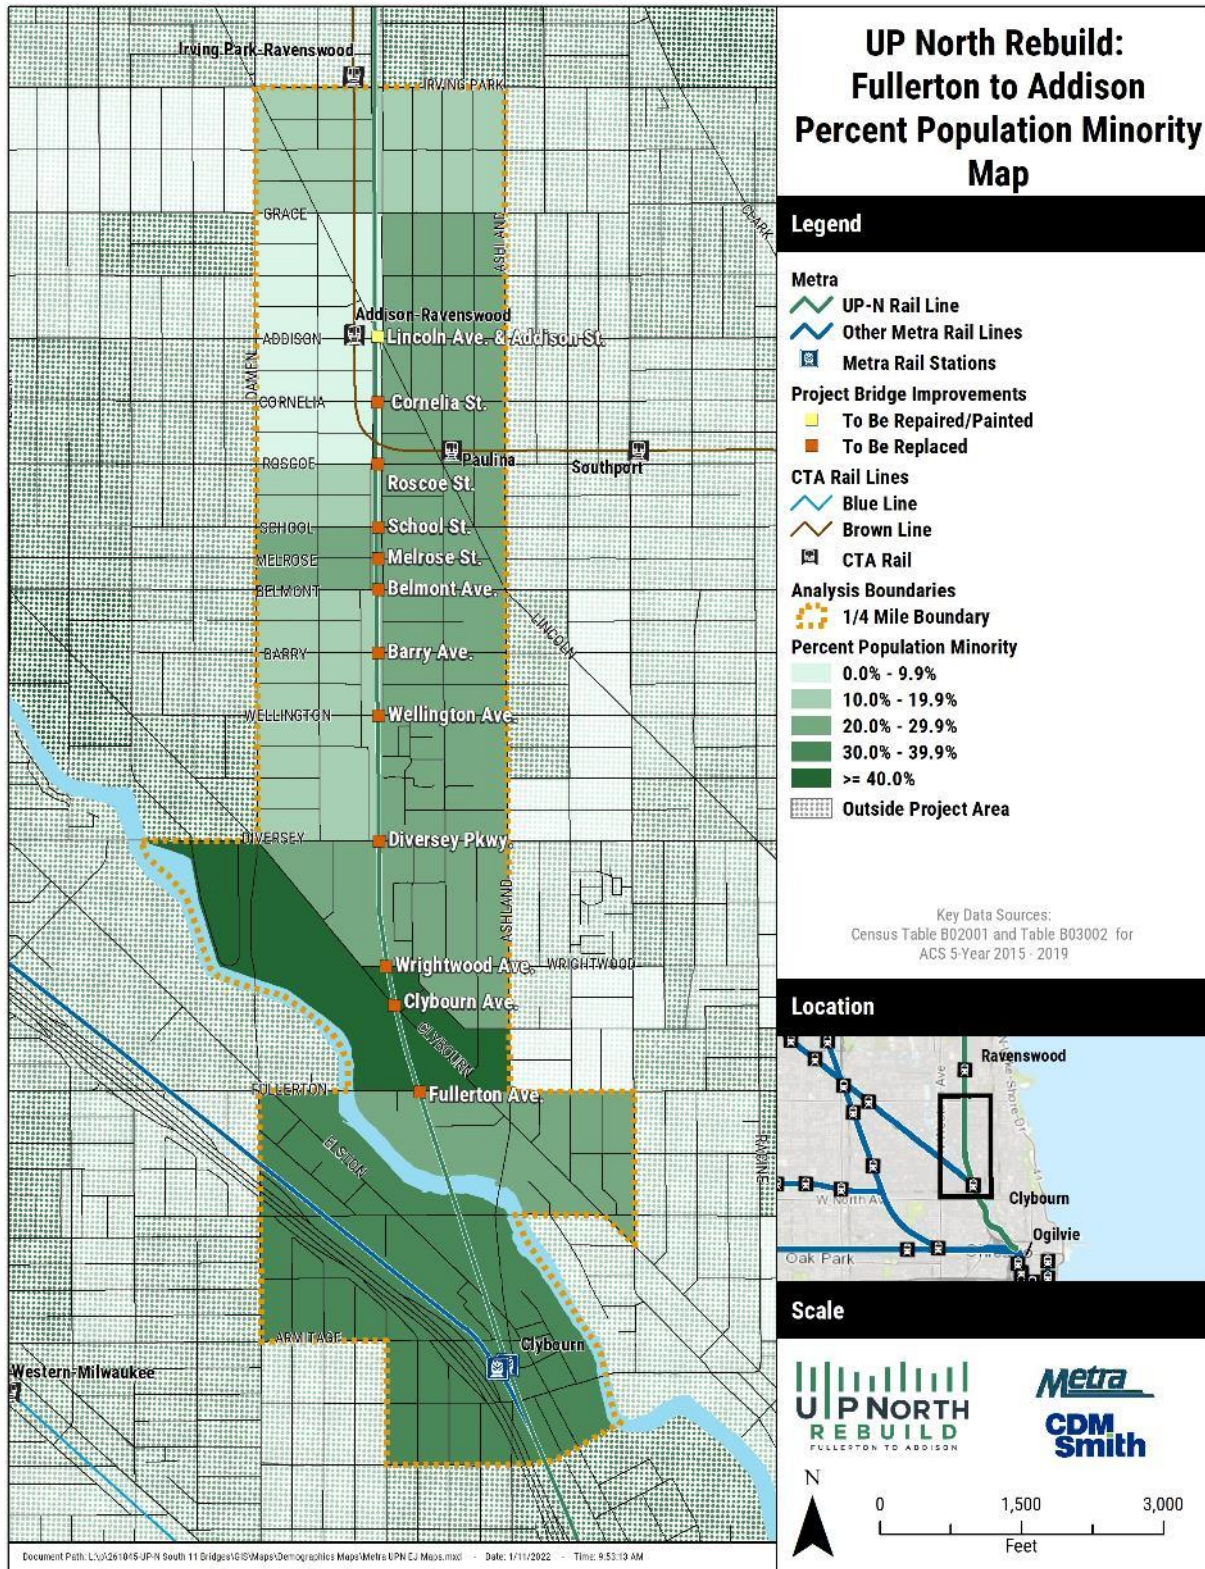 UP North Rebuild:
Fullerton to Addison
Percent Population Minority
Map
Legend
Metra
UP-N Rail Line
Other Metra Rail Lines
Metra Rail Stations
Project Bridge Improvements
To Be Repaired/Painted
To Be Replaced
CTA Rail Lines
Blue Line
Brown Line
CTA Rail
Analysis Boundaries
1/4 Mile Boundary
Percent Population Minority
0.0% - 9.9%
10.0% - 19.9%
20.0% - 29.9%
30.0% - 39.9%
>= 40.0%
Outside Project Area
Key Data Sources:
Census Table B02001 and Table B03002 for
ACS 5-Year 2015 - 2019
Location
Ravenswood
Clybourn
Ogilvie
W North Av
Oak Park
Scale
UP NORTH
REBUILD
FULLERTON TO ADDISON
Metra
CDM
Smith
N
0 1,500 3,000
Feet
Irving Park-Ravenswood
IRVING PARK
GRACE
ASHLAND
CLARK
Addison-Ravenswood
ADDISON
Lincoln Ave. & Addison St.
DAMEN
CORNELIA
Cornelia St.
Paulina
Southport
ROSCOE
Roscoe St.
SCHOOL
School St.
MELROSE
Melrose St.
BELMONT
Belmont Ave.
LINCOLN
BARRY
Barry Ave.
WELLINGTON
Wellington Ave.
DIVERSEY
Diversey Pkwy.
ASHLAND
Wrightwood Ave.
WRIGHTWOOD
Clybourn Ave.
CLYBOURN
FULLERTON
Fullerton Ave.
ELSTON
RACINE
ARMITAGE
Clybourn
Western-Milwaukee
Date: 1/11/2022 - Time: 9:53:13 AM